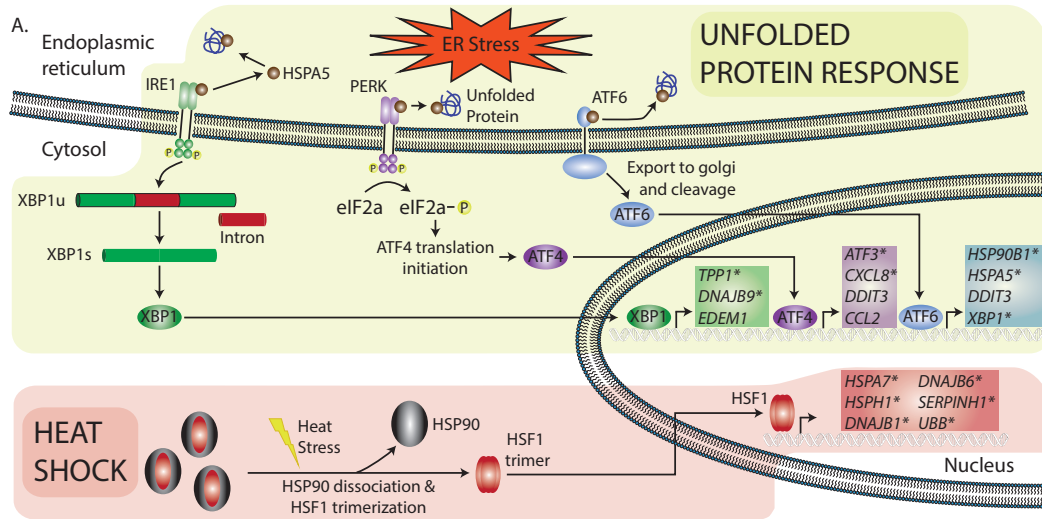 A.
Endoplasmic
reticulum
ER Stress
UNFOLDED
PROTEIN RESPONSE
IRE1
HSPA5
PERK
Unfolded
Protein
ATF6
Cytosol
P
P
P
P
Export to golgi
and cleavage
XBP1u
Intron
eIF2a
eIF2a-P
ATF6
XBP1s
ATF4 translation
initiation
ATF4
XBP1
XBP1
TPP1*
DNAJB9*
EDEM1
ATF4
ATF3*
CXCL8*
DDIT3
CCL2
ATF6
HSP90B1*
HSPA5*
DDIT3
XBP1*
HEAT
SHOCK
Heat
Stress
HSP90
HSP90 dissociation &
HSF1 trimerization
HSF1
trimer
HSF1
HSPA7* DNAJB6*
HSPH1* SERPINH1*
DNAJB1* UBB*
Nucleus